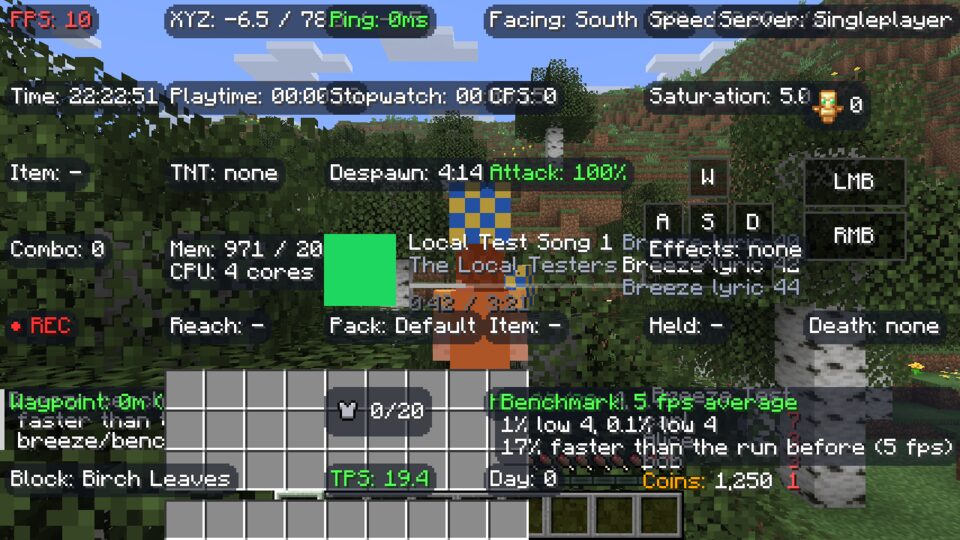 FPS: 10
XYZ: -6.5 / 78
Ping: 0ms
Facing: South
Speed
Server: Singleplayer
Time: 22:22:51
Playtime: 00:00
Stopwatch: 00
CPS: 0
Saturation: 5.0
0
Item: -
TNT: none
Despawn: 4:14
Attack: 100%
W
LMB
A S D
RMB
Combo: 0
Mem: 971 / 20
CPU: 4 cores
Local Test Song 1
The Local Testers
0:42 / 3:21
Effects: none
Breeze lyric 42
Breeze lyric 44
REC
Reach: -
Pack: Default
Item: -
Held: -
Death: none
Waypoint: 0m
faster than
breeze/benc
0/20
Benchmark: 5 fps average
1% low 4, 0.1% low 4
17% faster than the run before (5 fps)
Block: Birch Leaves
TPS: 19.4
Day: 0
Coins: 1,250
1